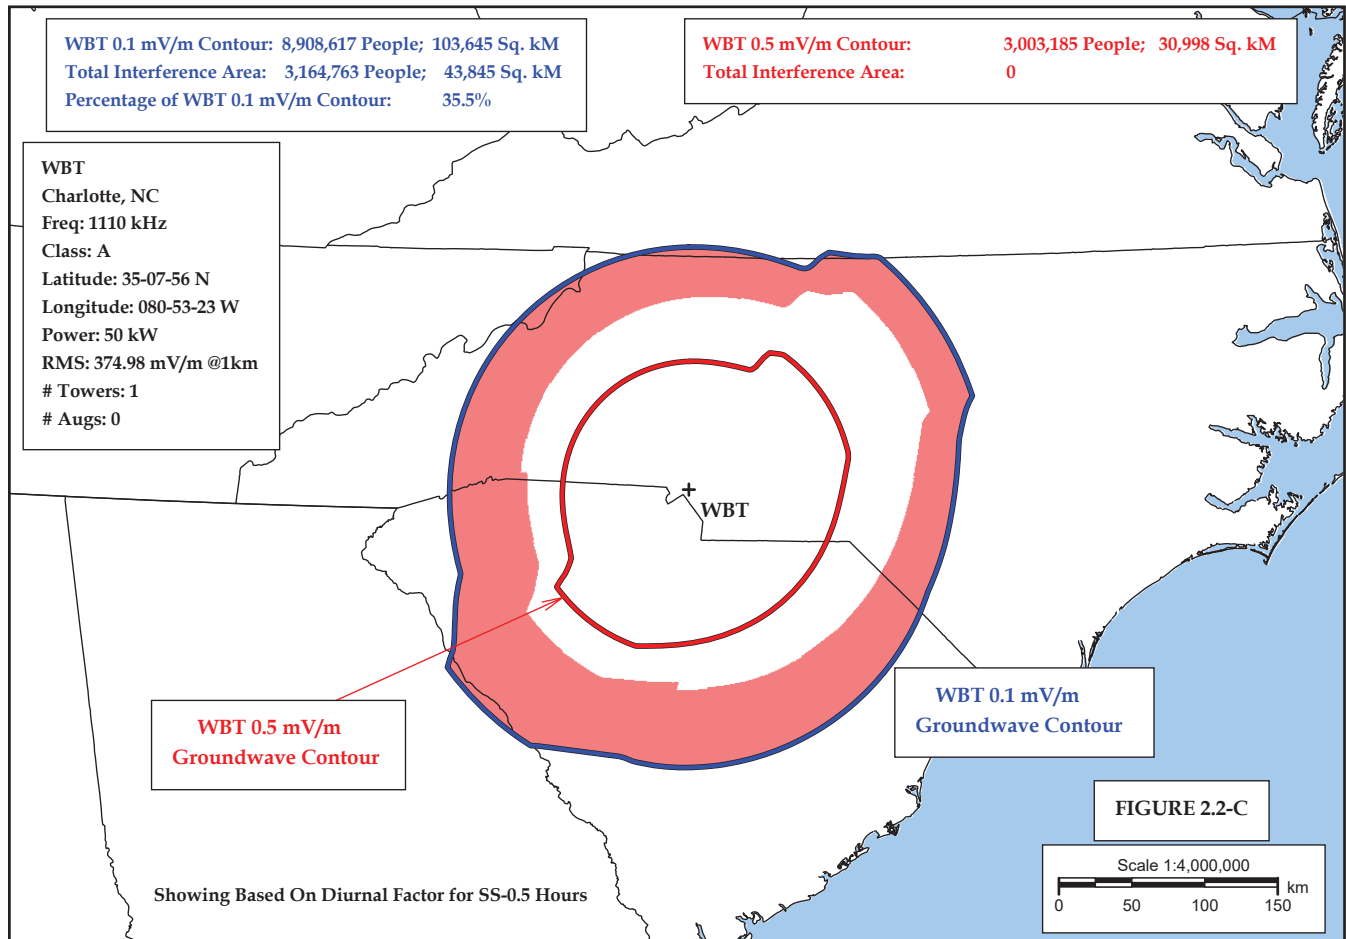 WBT 0.1 mV/m Contour: 8,908,617 People; 103,645 Sq. kM
Total Interference Area: 3,164,763 People; 43,845 Sq. kM
Percentage of WBT 0.1 mV/m Contour: 35.5%
WBT 0.5 mV/m Contour: 3,003,185 People; 30,998 Sq. kM
Total Interference Area: 0
WBT
Charlotte, NC
Freq: 1110 kHz
Class: A
Latitude: 35-07-56 N
Longitude: 080-53-23 W
Power: 50 kW
RMS: 374.98 mV/m @1km
# Towers: 1
# Augs: 0
WBT
WBT 0.5 mV/m
Groundwave Contour
WBT 0.1 mV/m
Groundwave Contour
FIGURE 2.2-C
Scale 1:4,000,000
km
0 50 100 150
Showing Based On Diurnal Factor for SS-0.5 Hours